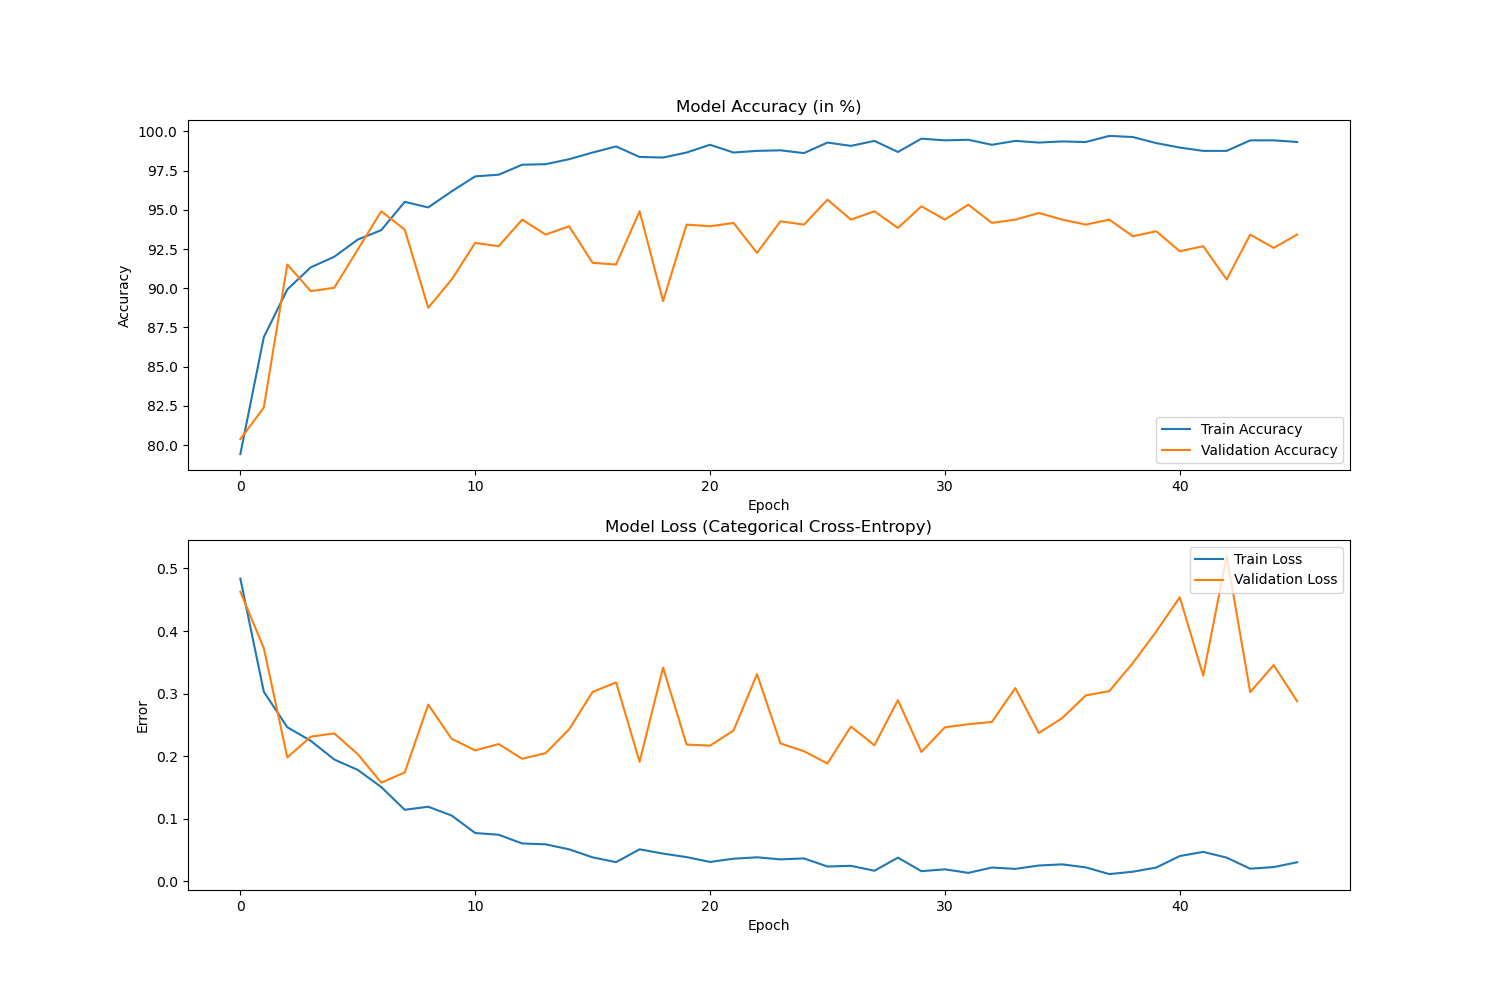 Model Accuracy (in %)
100.0
97.5
95.0
92.5
90.0
87.5
85.0
82.5
80.0
Accuracy
Train Accuracy
Validation Accuracy
0 10 20 30 40
Epoch
Model Loss (Categorical Cross-Entropy)
0.5
0.4
0.3
0.2
0.1
0.0
Error
Train Loss
Validation Loss
0 10 20 30 40
Epoch